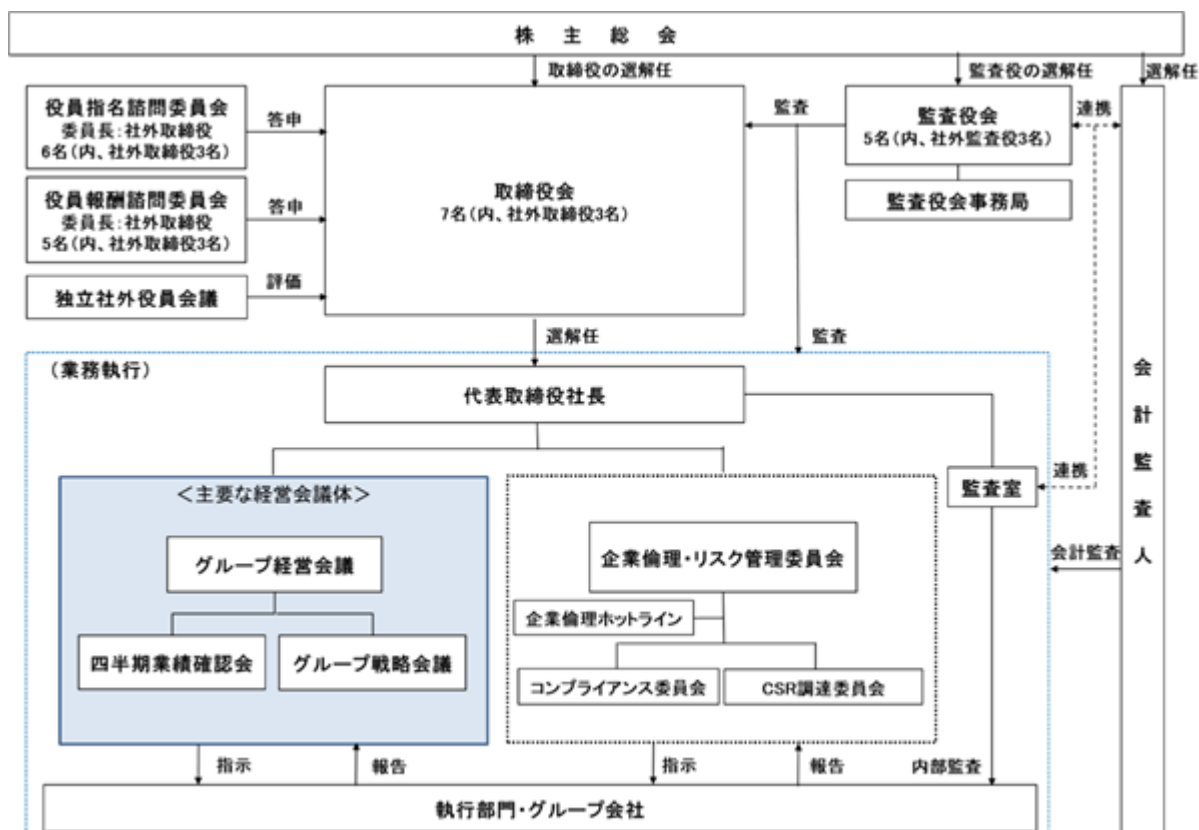 株主総会
取締役の選解任
監査役の選解任
選解任
役員指名諮問委員会
委員長:社外取締役
6名(内、社外取締役3名)
答申
役員報酬諮問委員会
委員長:社外取締役
5名(内、社外取締役3名)
答申
独立社外役員会議
評価
取締役会
7名(内、社外取締役3名)
監査
監査役会
5名(内、社外監査役3名)
監査役会事務局
連携
会計監査人
選解任
監査
(業務執行)
代表取締役社長
監査室
連携
会計監査
<主要な経営会議体>
グループ経営会議
四半期業績確認会
グループ戦略会議
企業倫理・リスク管理委員会
企業倫理ホットライン
コンプライアンス委員会
CSR調達委員会
指示
報告
指示
報告
内部監査
執行部門・グループ会社